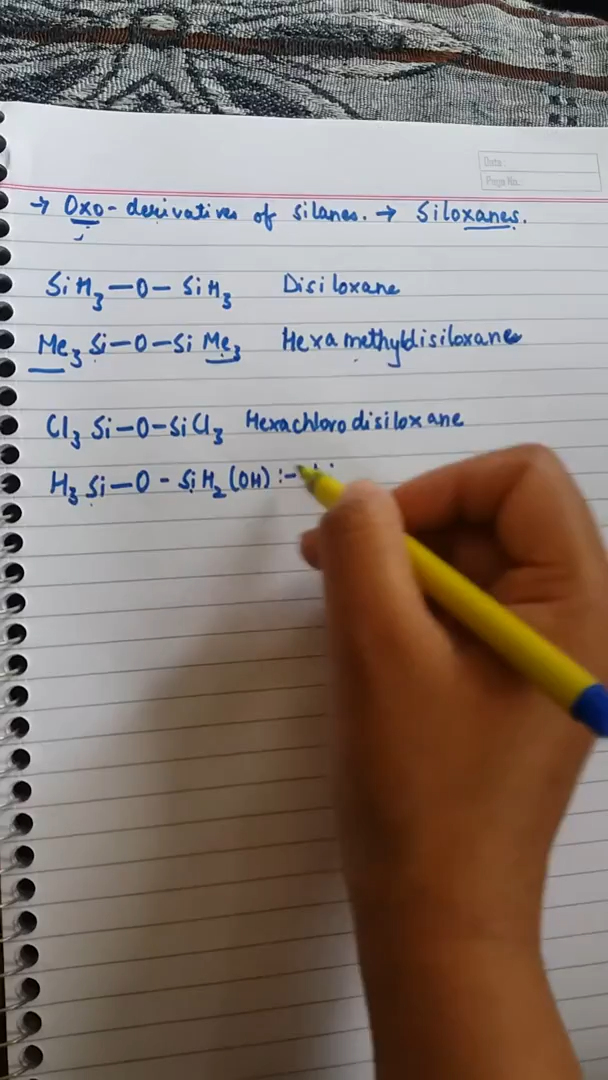 Date:
Page No.:
→ Oxo-derivatives of silanes. → Siloxanes.
SiH₃—O—SiH₃ Disiloxane
Me₃Si—O—SiMe₃ Hexamethyldisiloxane
Cl₃Si—O—SiCl₃ Hexachlorodisiloxane
H₃Si—O-SiH₂(OH) :-